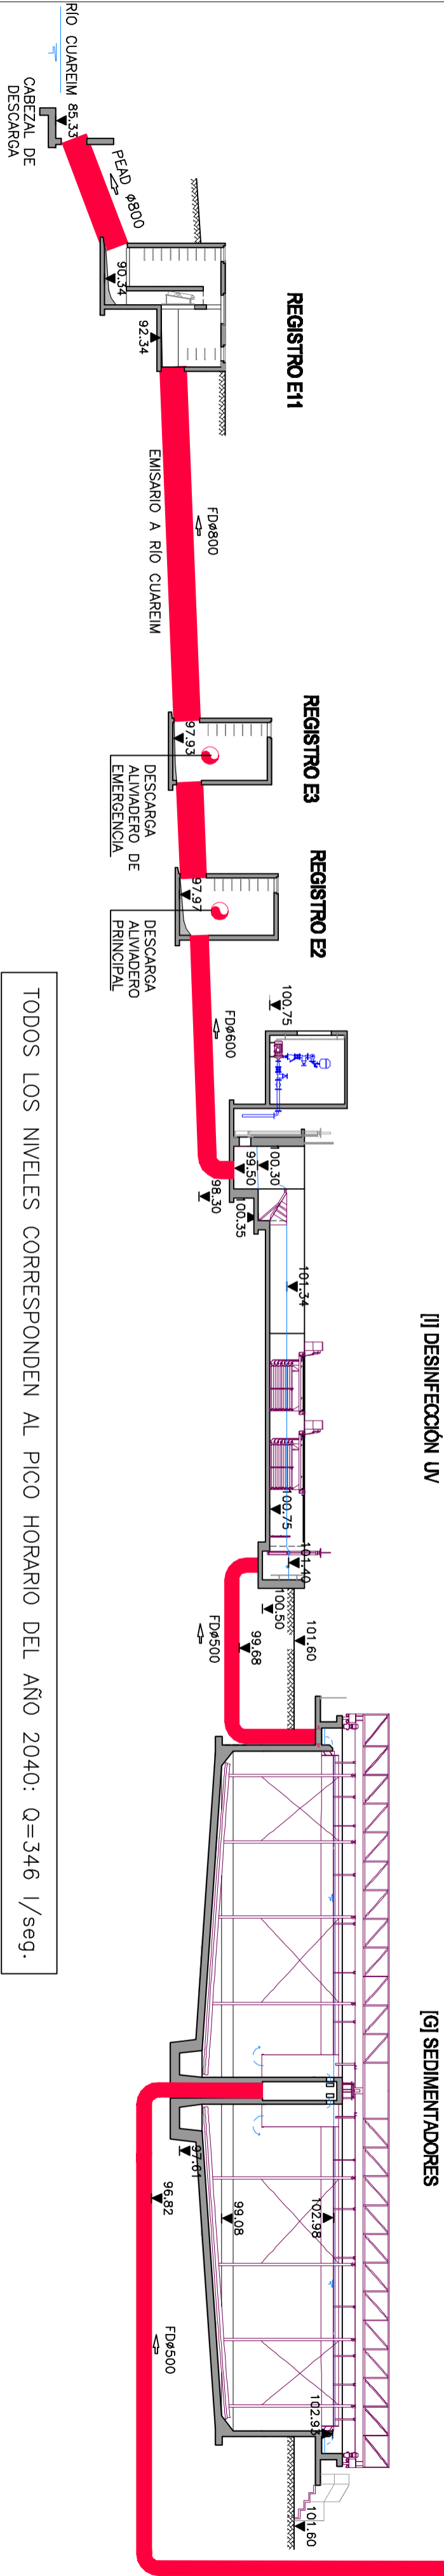 RÍO CUAREIM 85.33
CABEZAL DE
DESCARGA
PEAD ø800
90.34
92.34
REGISTRO E11
EMISARIO A RÍO CUAREIM
FDø800
REGISTRO E3
97.93
DESCARGA
ALIVIADERO DE
EMERGENCIA
REGISTRO E2
97.97
DESCARGA
ALIVIADERO
PRINCIPAL
FDø600
100.75
100.30
99.50
98.30
100.35
101.34
[I] DESINFECCIÓN UV
100.75
101.40
100.50
101.60
99.68
FDø500
[G] SEDIMENTADORES
97.61
96.82
99.08
102.98
102.93
101.60
FDø500
TODOS LOS NIVELES CORRESPONDEN AL PICO HORARIO DEL AÑO 2040: Q=346 l/seg.